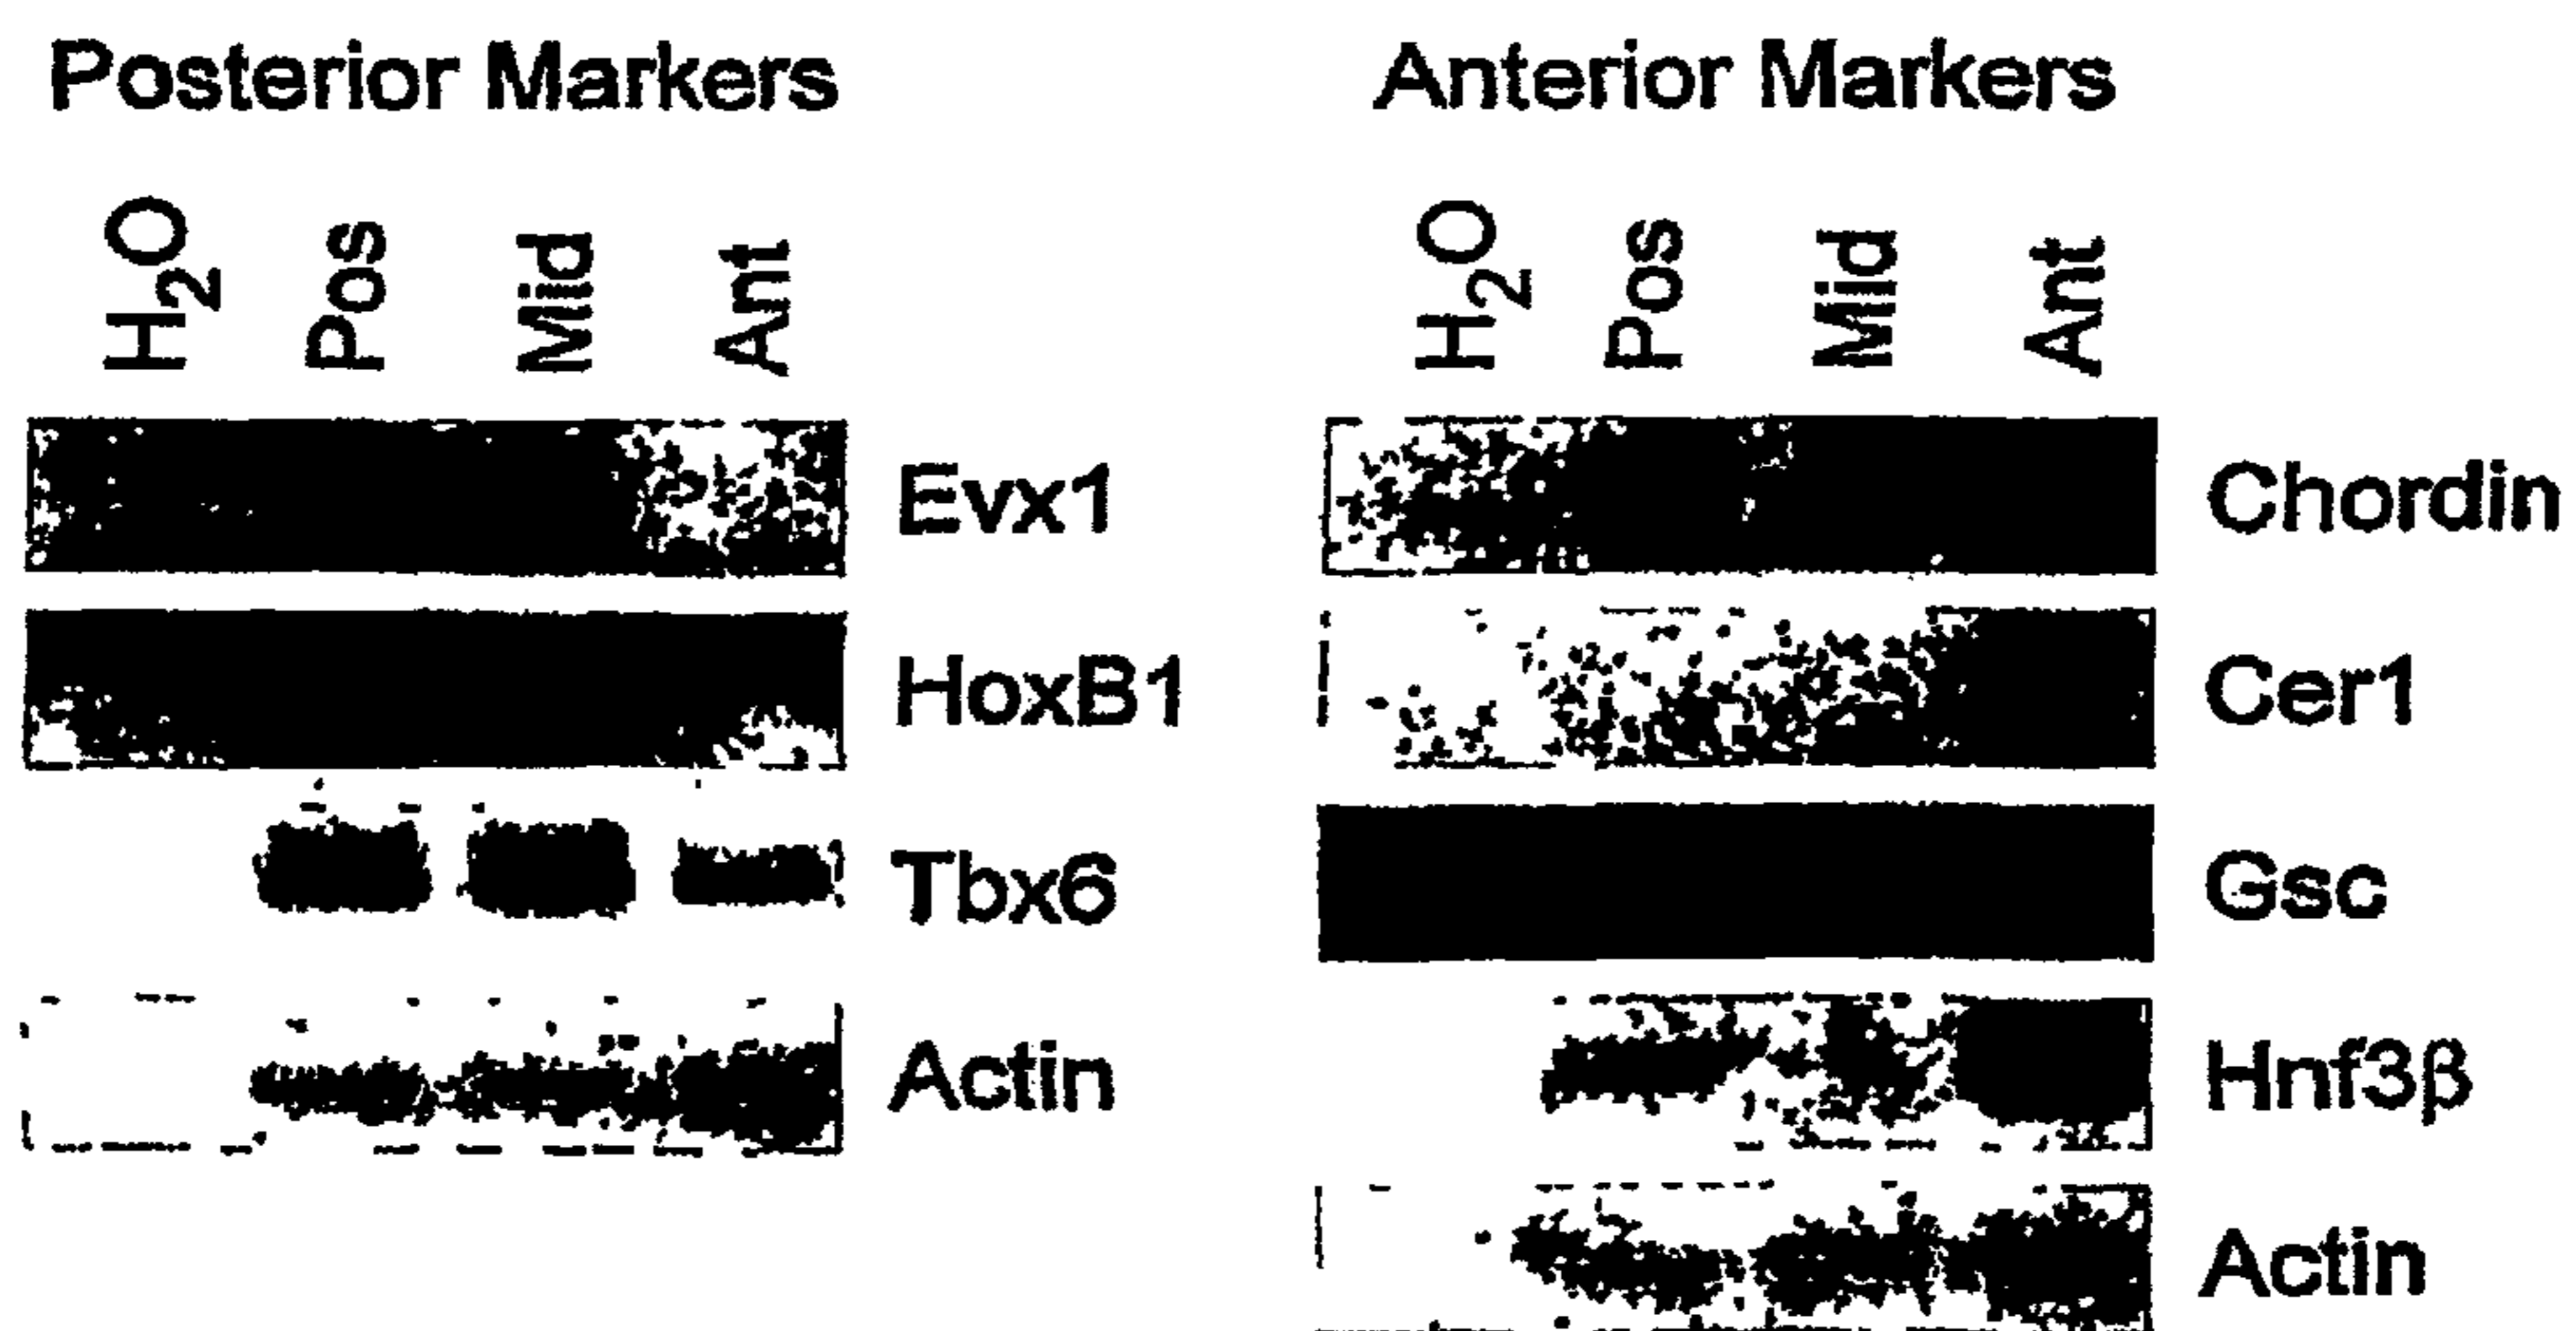 Posterior Markers
H₂O Pos Mid Ant
Evx1
HoxB1
Tbx6
Actin
Anterior Markers
H₂O Pos Mid Ant
Chordin
Cer1
Gsc
Hnf3β
Actin